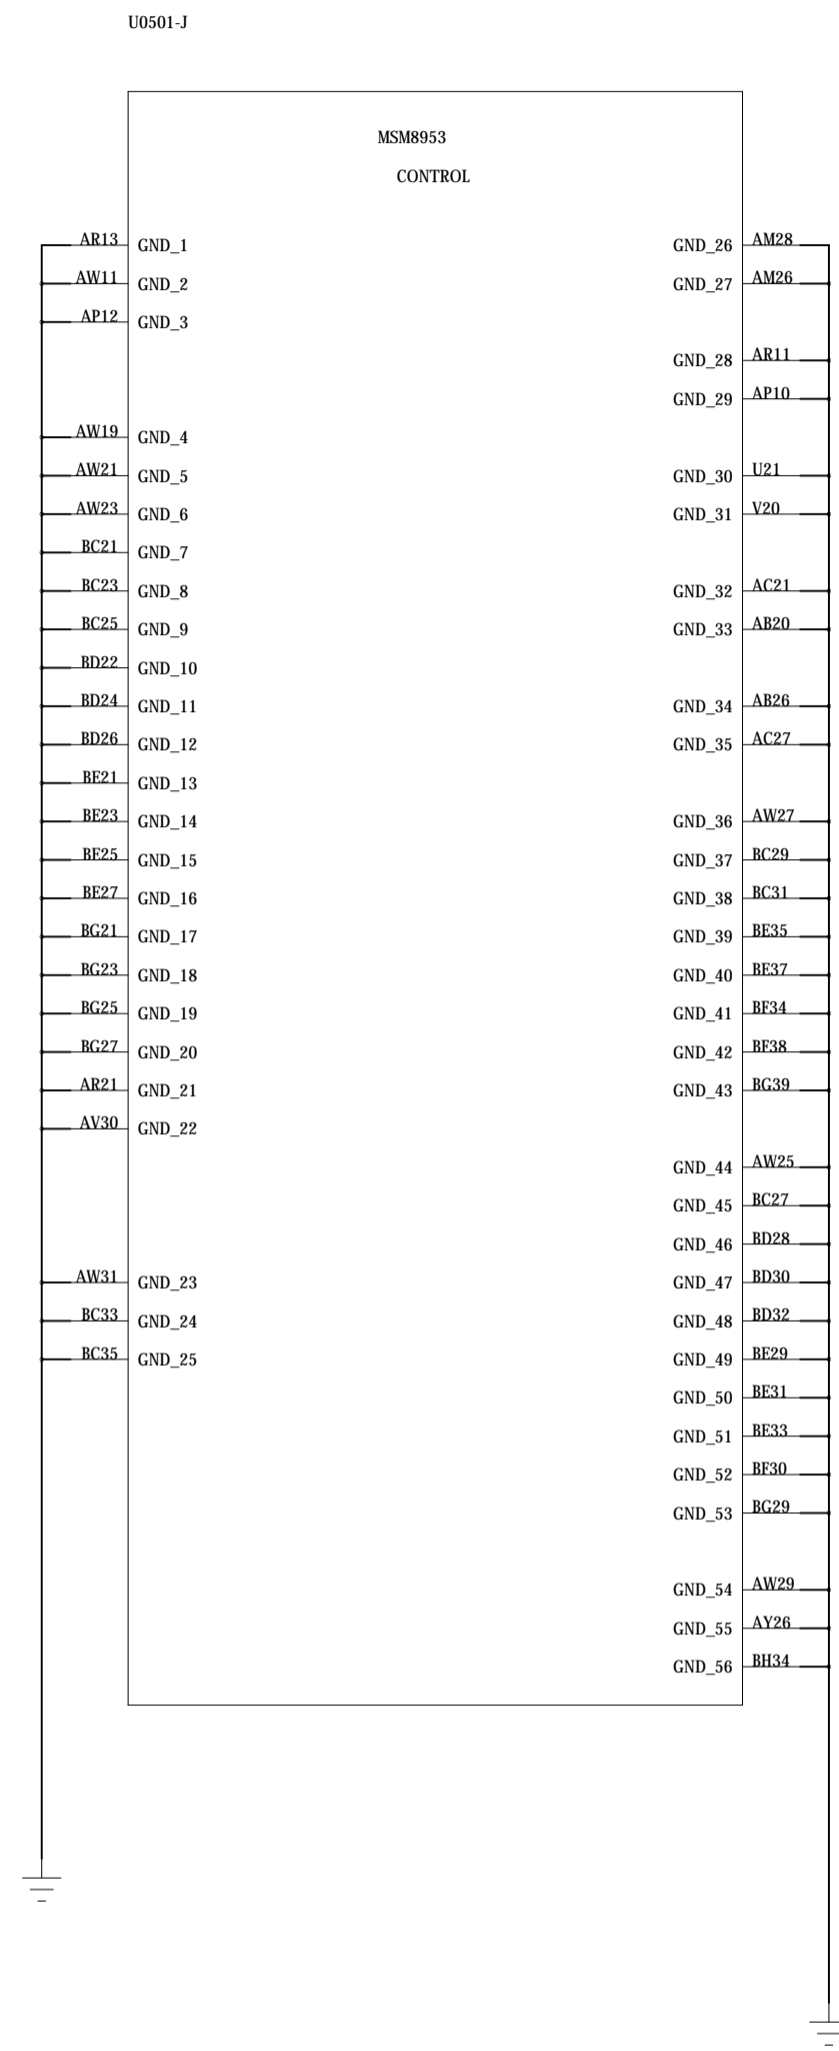 U0501-J
MSM8953
CONTROL
AR13 GND_1 GND_26 AM28
AW11 GND_2 GND_27 AM26
AP12 GND_3
GND_28 AR11
GND_29 AP10
AW19 GND_4
AW21 GND_5 GND_30 U21
AW23 GND_6 GND_31 V20
BC21 GND_7
BC23 GND_8 GND_32 AC21
BC25 GND_9 GND_33 AB20
BD22 GND_10
BD24 GND_11 GND_34 AB26
BD26 GND_12 GND_35 AC27
BE21 GND_13
BE23 GND_14 GND_36 AW27
BE25 GND_15 GND_37 BC29
BE27 GND_16 GND_38 BC31
BG21 GND_17 GND_39 BE35
BG23 GND_18 GND_40 BE37
BG25 GND_19 GND_41 BF34
BG27 GND_20 GND_42 BF38
AR21 GND_21 GND_43 BG39
AV30 GND_22
GND_44 AW25
GND_45 BC27
GND_46 BD28
AW31 GND_23 GND_47 BD30
BC33 GND_24 GND_48 BD32
BC35 GND_25 GND_49 BE29
GND_50 BE31
GND_51 BE33
GND_52 BF30
GND_53 BG29
GND_54 AW29
GND_55 AY26
GND_56 BH34